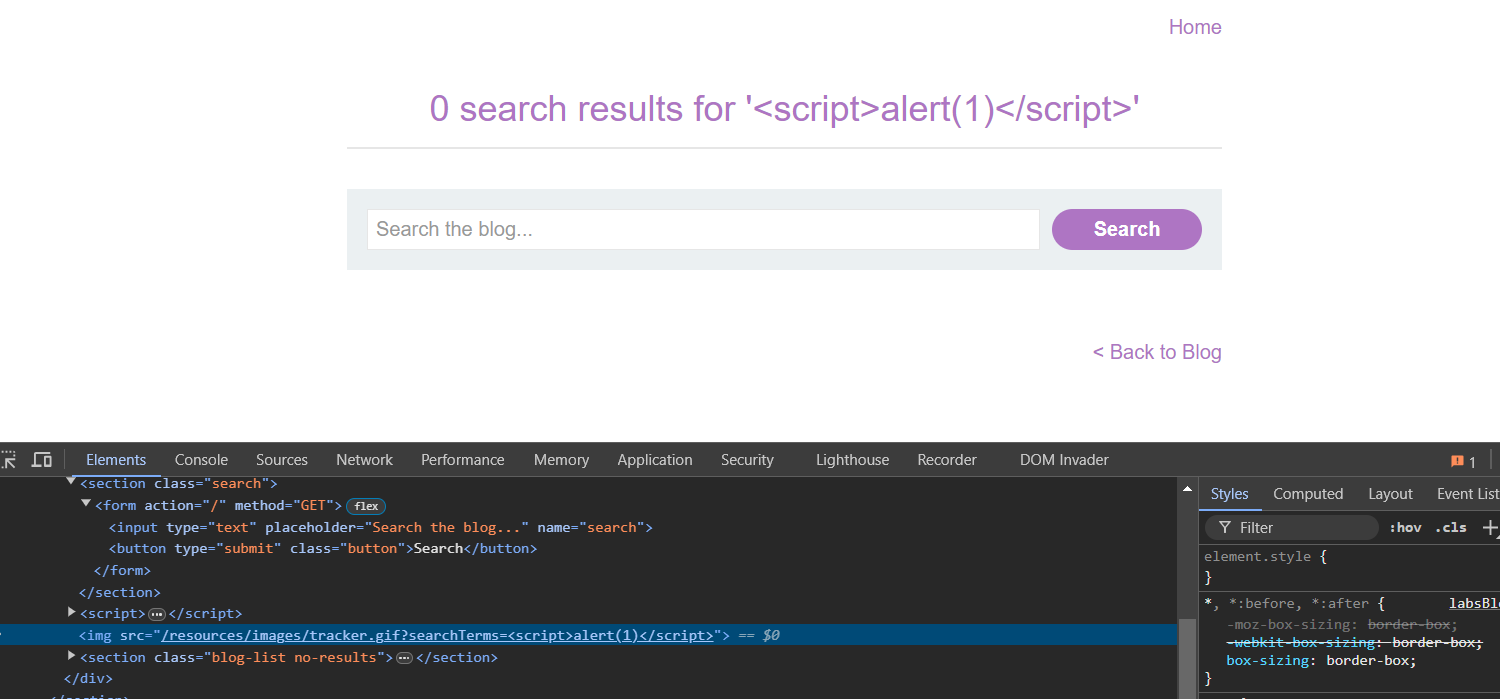 Home
0 search results for '<script>alert(1)</script>'
Search the blog...
Search
< Back to Blog
Elements Console Sources Network Performance Memory Application Security Lighthouse Recorder DOM Invader 1
<section class="search">
<form action="/" method="GET"> flex
<input type="text" placeholder="Search the blog..." name="search">
<button type="submit" class="button">Search</button>
</form>
</section>
<script>…</script>
<img src="/resources/images/tracker.gif?searchTerms=<script>alert(1)</script>"> == $0
<section class="blog-list no-results">…</section>
</div>
Styles Computed Layout Event List
Filter :hov .cls
element.style {
}
*, *:before, *:after { labsBl
-moz-box-sizing: border-box;
-webkit-box-sizing: border-box;
box-sizing: border-box;
}